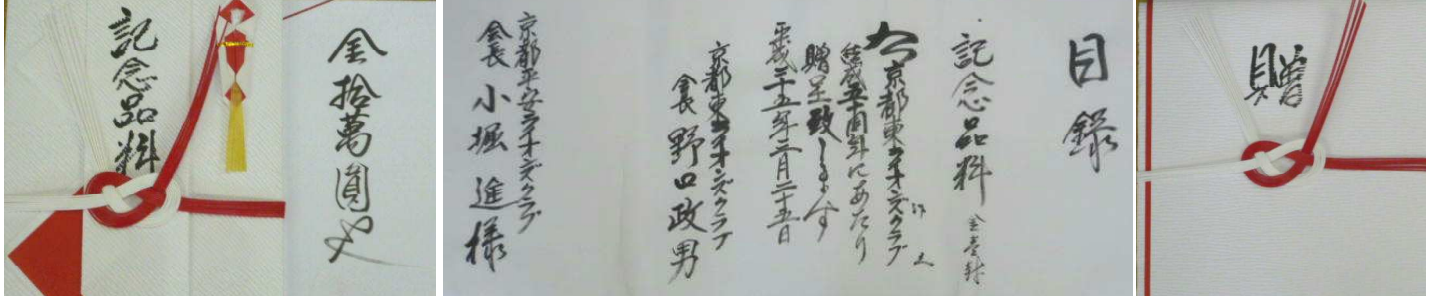 記念品料
金拾萬圓也
目録
記念品料 金壱封
右京都東ライオンズクラブ
結成五十周年にあたり
贈呈致します
平成二十五年二月二十五日
京都東ライオンズクラブ
会長 野口政男
京都平安ライオンズクラブ
会長 小堀進様
贈